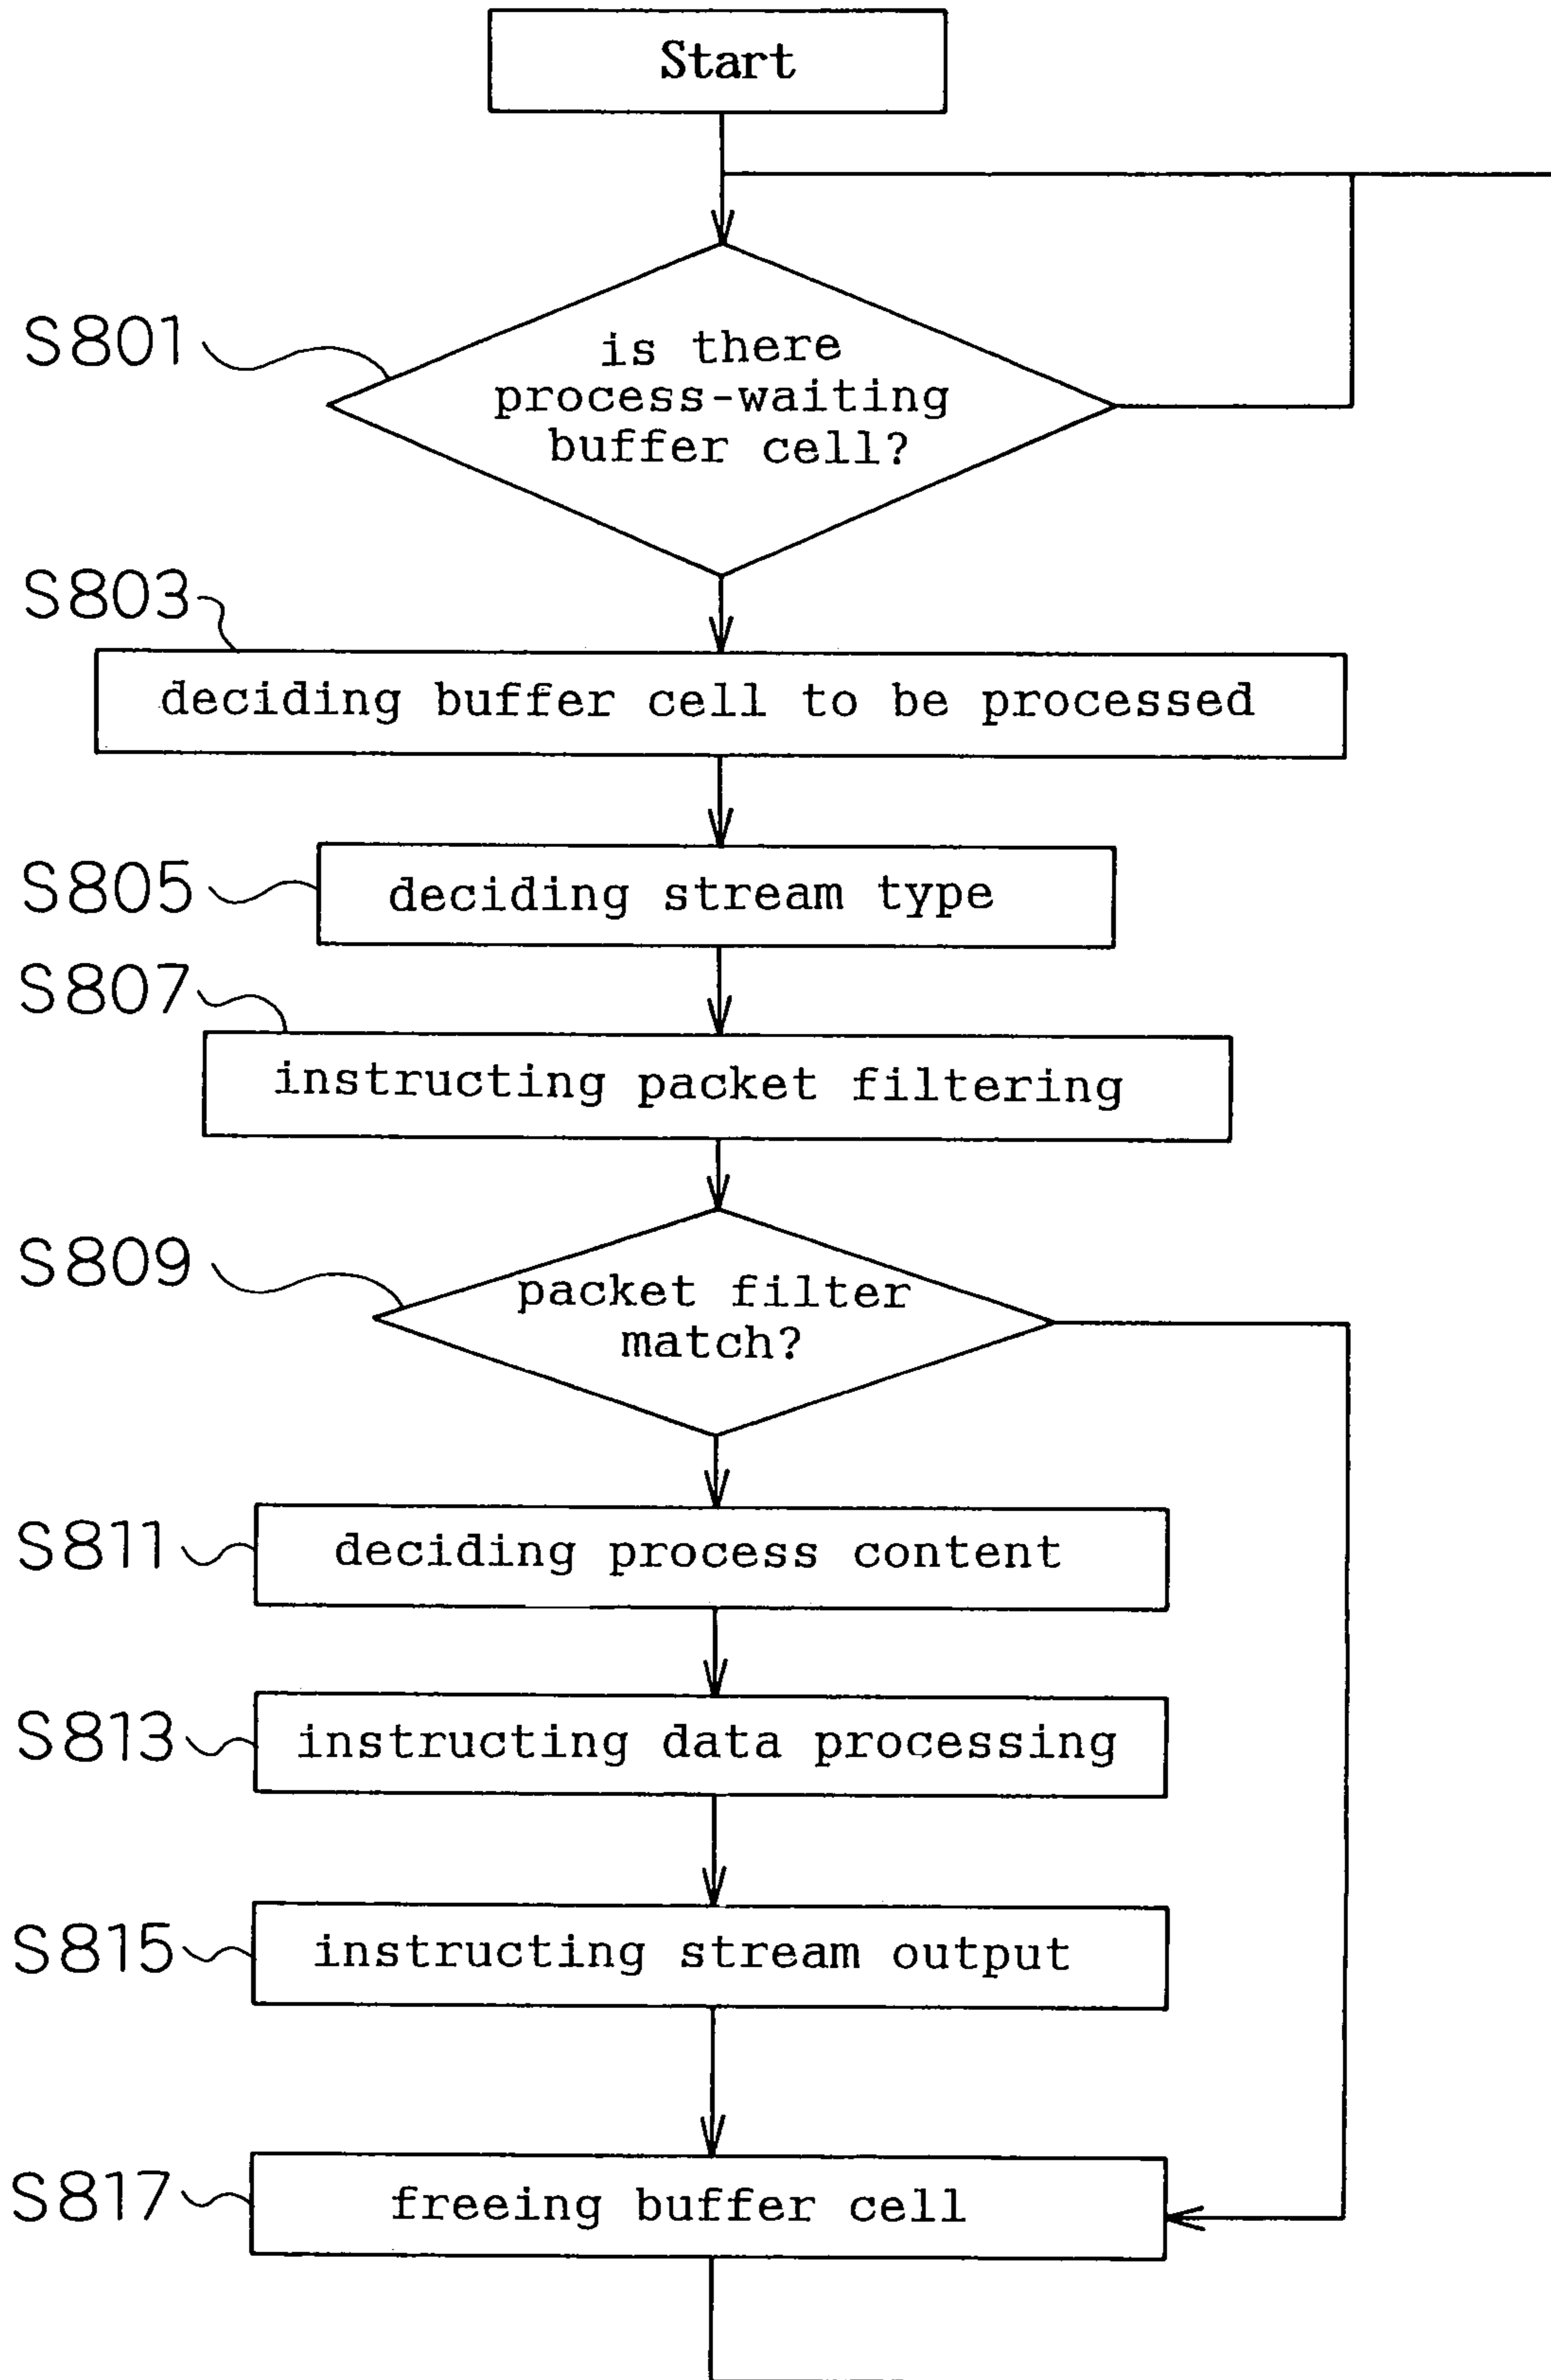 Start
S801
is there
process-waiting
buffer cell?
S803
deciding buffer cell to be processed
S805
deciding stream type
S807
instructing packet filtering
S809
packet filter
match?
S811
deciding process content
S813
instructing data processing
S815
instructing stream output
S817
freeing buffer cell